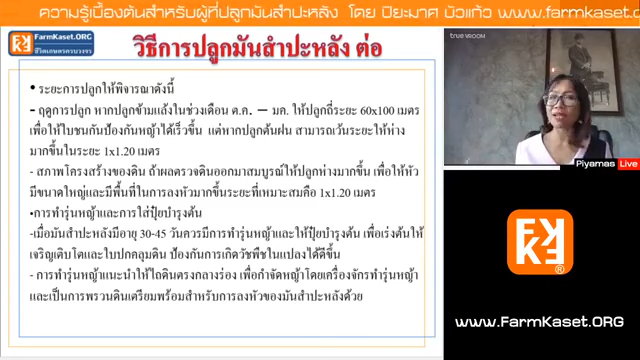 ความรู้เบื้องต้นสำหรับผู้ที่ปลูกมันสำปะหลัง โดย ปิยะมาศ บัวแก้ว www.farmkaset.org
FarmKaset.ORG
ชีวิตเกษตรครบวงจร
วิธีการปลูกมันสำปะหลัง ต่อ
• ระยะการปลูกให้พิจารณาดังนี้
- ฤดูการปลูก หากปลูกข้ามแล้งในช่วงเดือน ต.ค. – มค. ให้ปลูกถี่ระยะ 60x100 เมตร
เพื่อให้ใบชนกันป้องกันหญ้าได้เร็วขึ้น แต่หากปลูกต้นฝน สามารถเว้นระยะให้ห่าง
มากขึ้นในระยะ 1x1.20 เมตร
- สภาพโครงสร้างของดิน ถ้าผลตรวจดินออกมาสมบูรณ์ให้ปลูกห่างมากขึ้น เพื่อให้หัว
มีขนาดใหญ่และมีพื้นที่ในการลงหัวมากขึ้นระยะที่เหมาะสมคือ 1x1.20 เมตร
•การทำรุ่นหญ้าและการใส่ปุ๋ยบำรุงต้น
-เมื่อมันสำปะหลังมีอายุ 30-45 วันควรมีการทำรุ่นหญ้าและให้ปุ๋ยบำรุงต้น เพื่อเร่งต้นให้
เจริญเติบโตและใบปกคลุมดิน ป้องกันการเกิดวัชพืชในแปลงได้ดีขึ้น
- การทำรุ่นหญ้าแนะนำให้ไถดินตรงกลางร่อง เพื่อกำจัดหญ้าโดยเครื่องจักรทำรุ่นหญ้า
และเป็นการพรวนดินเตรียมพร้อมสำหรับการลงหัวของมันสำปะหลังด้วย
true VROOM
Piyamas Live
FK
®
www.FarmKaset.ORG